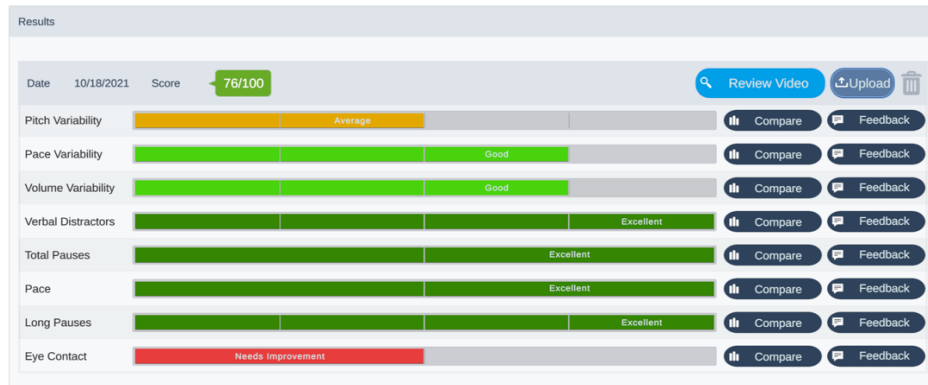 Results
Date 10/18/2021 Score 76/100 Review Video Upload
Pitch Variability Average Compare Feedback
Pace Variability Good Compare Feedback
Volume Variability Good Compare Feedback
Verbal Distractors Excellent Compare Feedback
Total Pauses Excellent Compare Feedback
Pace Excellent Compare Feedback
Long Pauses Excellent Compare Feedback
Eye Contact Needs Improvement Compare Feedback